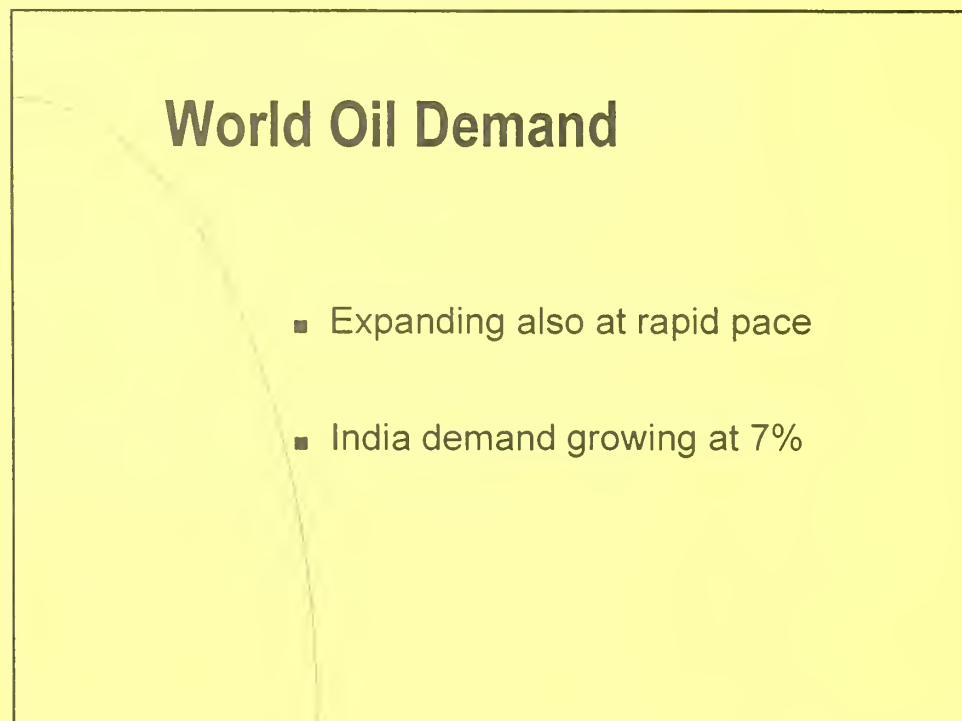 World Oil Demand
▪ Expanding also at rapid pace
▪ India demand growing at 7%